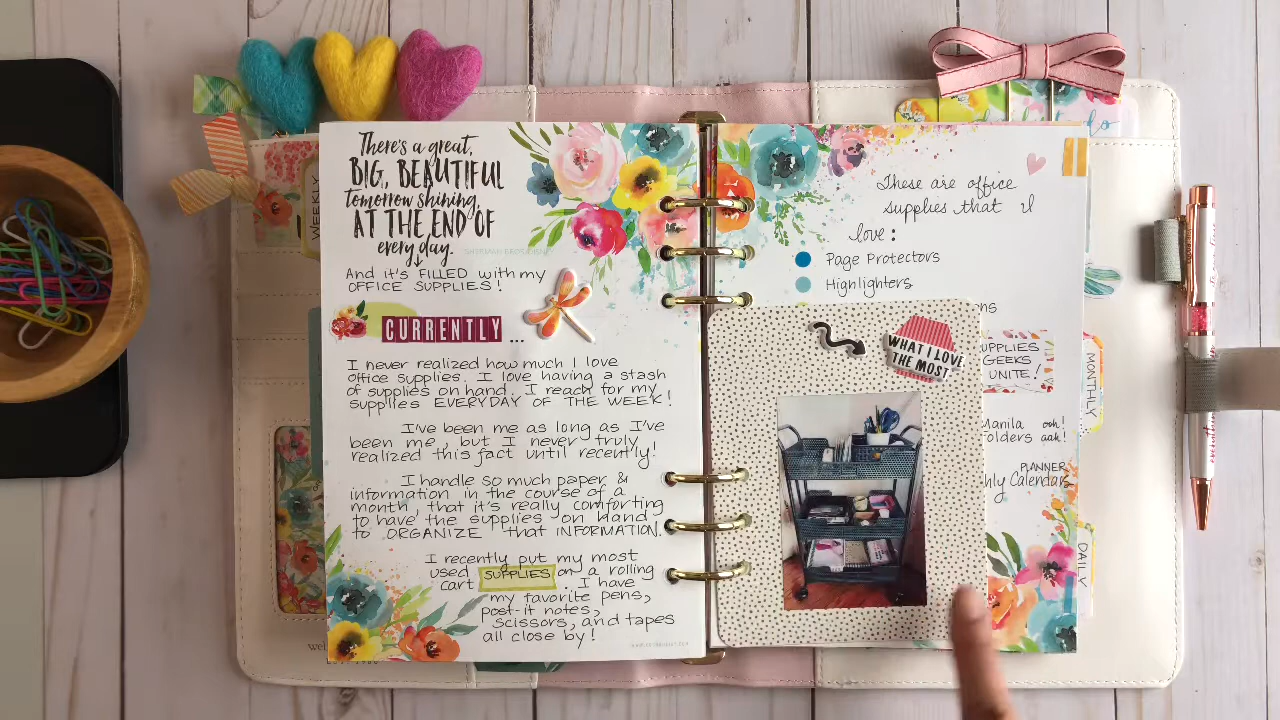 There's a great,
BIG, BEAUTIFUL
Tomorrow shining,
AT THE END OF
every day.
And it's FILLED with my
OFFICE SUPPLIES!
CURRENTLY...
I never realized how much I love
office supplies. I love having a stash
of supplies on hand. I ready for my
supplies EVERYDAY OF THE WEEK!
I've been me as long as I've
been me, but I never truly
realized this fact until recently!
I handle so much paper &
information in the course of a
month, that it's really comforting
to have the supplies on hand
to ORGANIZE that INFORMATION.
I recently put my most
used SUPPLIES on a rolling
cart. I have
my favorite pens,
post-it notes,
scissors, and tapes
all close by!
WEEKLY
wel
These are office
supplies that I
love:
Page Protectors
Highlighters
ns
WHAT I LOVE
THE MOST
UPPLIES
GEEKS
UNITE!
Manila ooh!
Folders aah!
PLANNER
hly Calendars
MONTHLY
DAILY